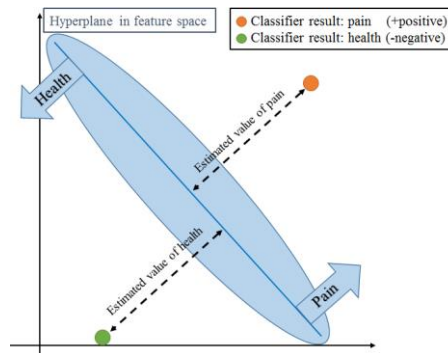 Hyperplane in feature space
Classifier result: pain (+positive)
Classifier result: health (-negative)
Health
Estimated value of pain
Estimated value of health
Pain